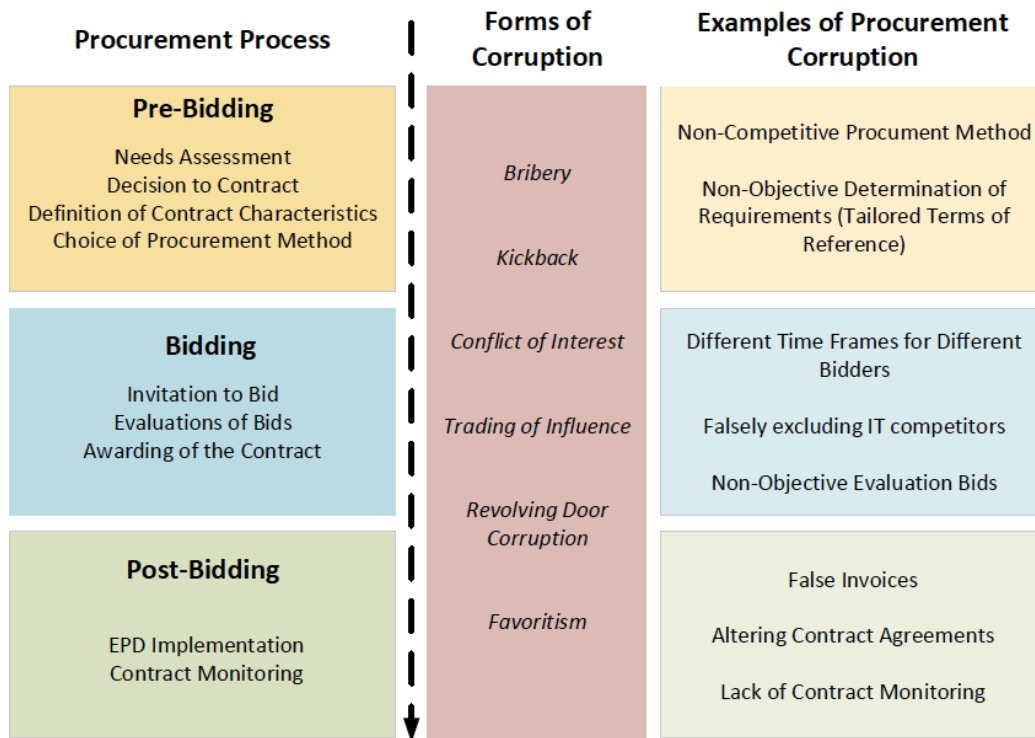 Procurement Process
Forms of
Corruption
Examples of Procurement
Corruption
Pre-Bidding
Needs Assessment
Decision to Contract
Definition of Contract Characteristics
Choice of Procurement Method
Bidding
Invitation to Bid
Evaluations of Bids
Awarding of the Contract
Post-Bidding
EPD Implementation
Contract Monitoring
Bribery
Kickback
Conflict of Interest
Trading of Influence
Revolving Door
Corruption
Favoritism
Non-Competitive Procument Method
Non-Objective Determination of
Requirements (Tailored Terms of
Reference)
Different Time Frames for Different
Bidders
Falsely excluding IT competitors
Non-Objective Evaluation Bids
False Invoices
Altering Contract Agreements
Lack of Contract Monitoring